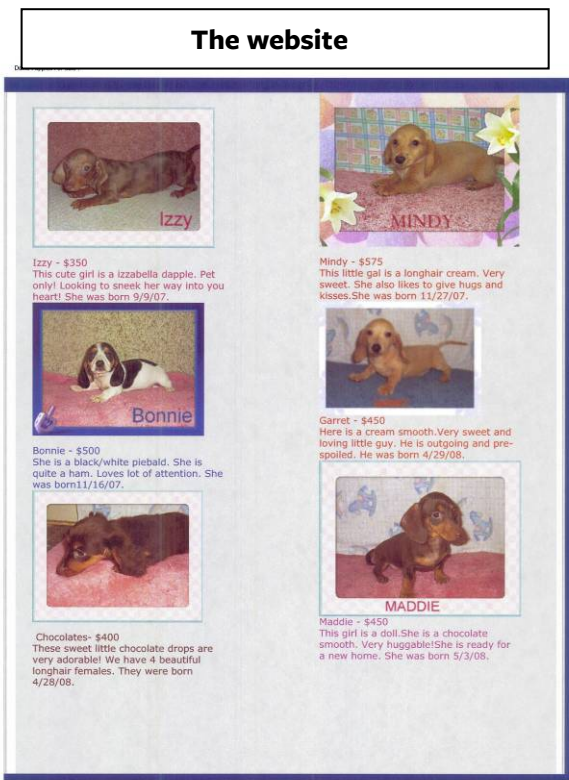 The website
Izzy
Izzy - $350
This cute girl is a izzabella dapple. Pet
only! Looking to sneek her way into you
heart! She was born 9/9/07.
Bonnie
Bonnie - $500
She is a black/white piebald. She is
quite a ham. Loves lot of attention. She
was born11/16/07.
Chocolates- $400
These sweet little chocolate drops are
very adorable! We have 4 beautiful
longhair females. They were born
4/28/08.
MINDY
Mindy - $575
This little gal is a longhair cream. Very
sweet. She also likes to give hugs and
kisses.She was born 11/27/07.
Garret - $450
Here is a cream smooth.Very sweet and
loving little guy. He is outgoing and pre-
spoiled. He was born 4/29/08.
MADDIE
Maddie - $450
This girl is a doll.She is a chocolate
smooth. Very huggable!She is ready for
a new home. She was born 5/3/08.